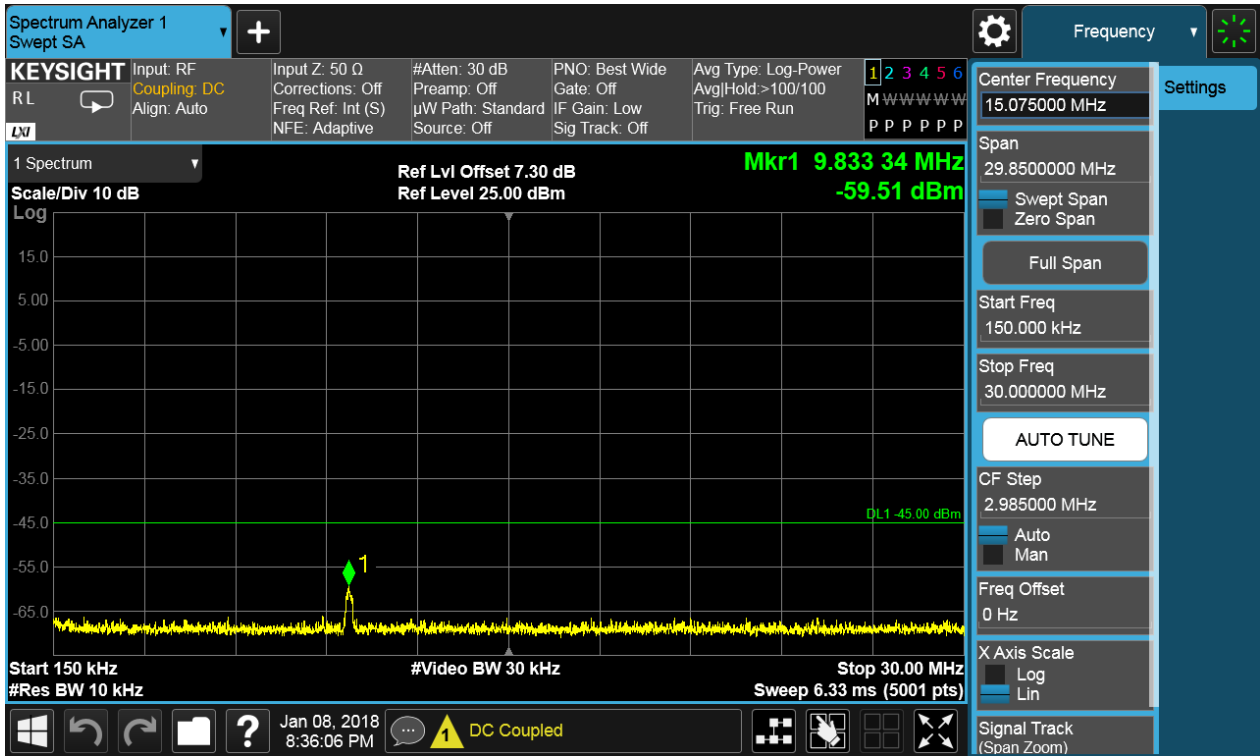 Spectrum Analyzer 1
Swept SA
+
Frequency
KEYSIGHT
R L
LXI
Input: RF
Coupling: DC
Align: Auto
Input Z: 50 Ω
Corrections: Off
Freq Ref: Int (S)
NFE: Adaptive
#Atten: 30 dB
Preamp: Off
µW Path: Standard
Source: Off
PNO: Best Wide
Gate: Off
IF Gain: Low
Sig Track: Off
Avg Type: Log-Power
Avg|Hold:>100/100
Trig: Free Run
1 2 3 4 5 6
M W W W W W
P P P P P P
1 Spectrum
Scale/Div 10 dB
Log
Ref Lvl Offset 7.30 dB
Ref Level 25.00 dBm
Mkr1 9.833 34 MHz
-59.51 dBm
15.0
5.00
-5.00
-15.0
-25.0
-35.0
-45.0
-55.0
-65.0
DL1 -45.00 dBm
1
Start 150 kHz
#Res BW 10 kHz
#Video BW 30 kHz
Stop 30.00 MHz
Sweep 6.33 ms (5001 pts)
Center Frequency
15.075000 MHz
Span
29.8500000 MHz
Swept Span
Zero Span
Full Span
Start Freq
150.000 kHz
Stop Freq
30.000000 MHz
AUTO TUNE
CF Step
2.985000 MHz
Auto
Man
Freq Offset
0 Hz
X Axis Scale
Log
Lin
Signal Track
(Span Zoom)
Settings
?
Jan 08, 2018
8:36:06 PM
1
DC Coupled